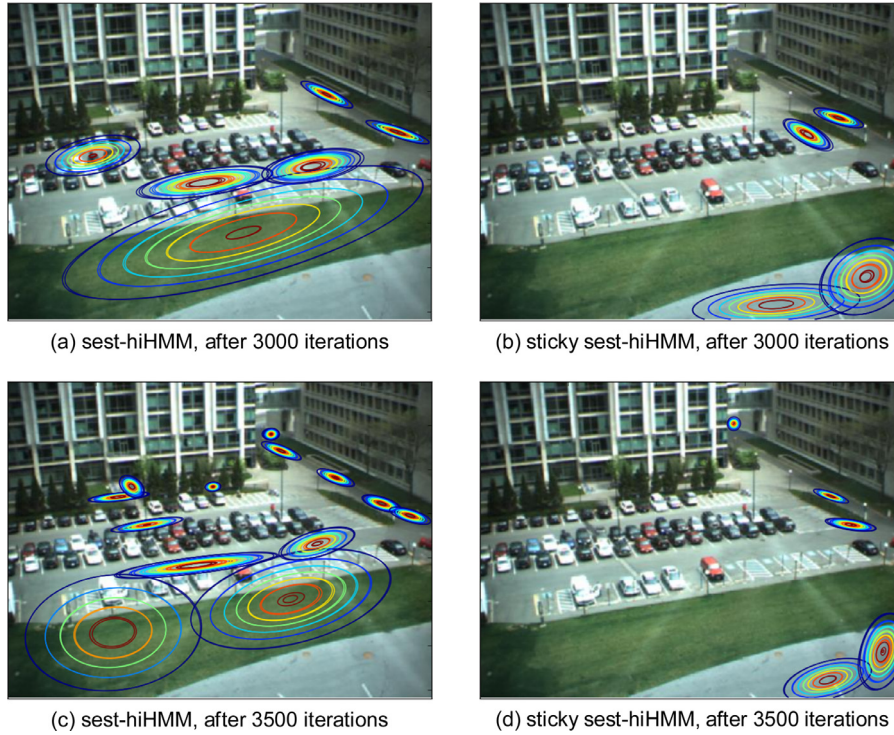 (a) sest-hiHMM, after 3000 iterations
(b) sticky sest-hiHMM, after 3000 iterations
(c) sest-hiHMM, after 3500 iterations
(d) sticky sest-hiHMM, after 3500 iterations